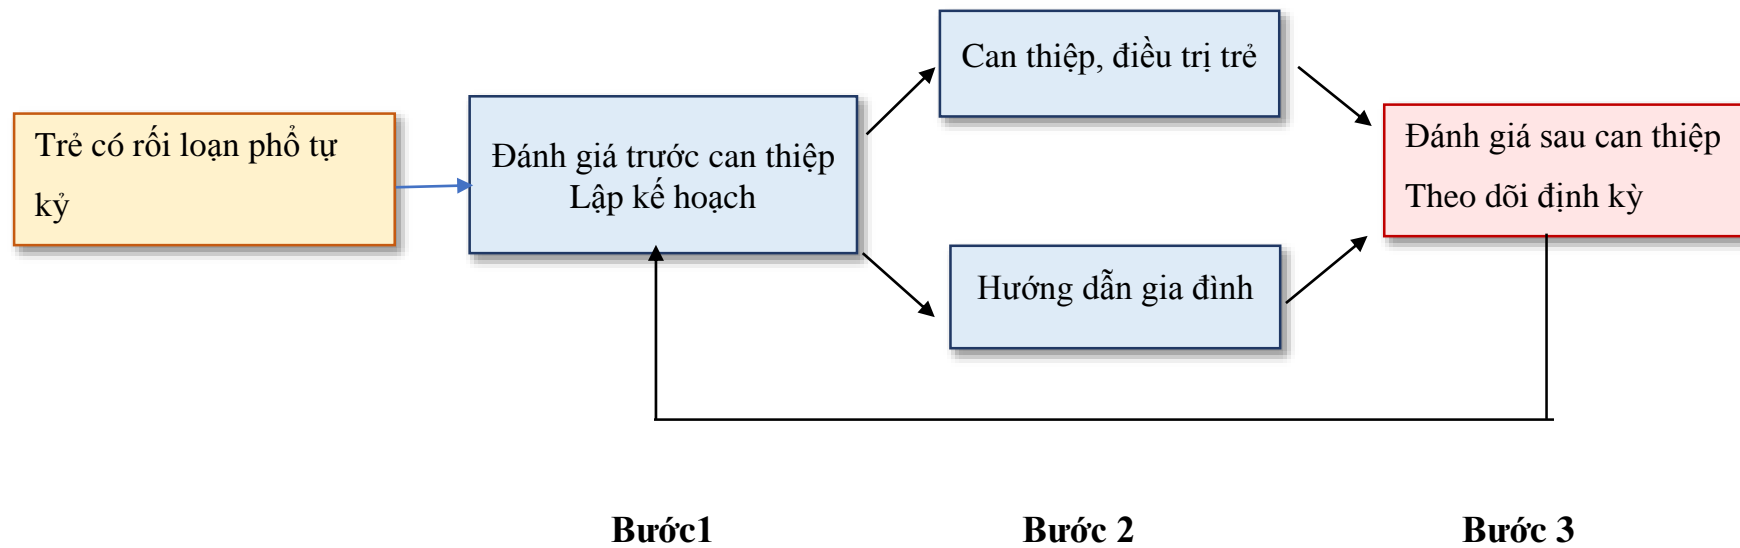 Trẻ có rối loạn phổ tự
kỷ
Đánh giá trước can thiệp
Lập kế hoạch
Can thiệp, điều trị trẻ
Hướng dẫn gia đình
Đánh giá sau can thiệp
Theo dõi định kỳ
Bước1
Bước 2
Bước 3